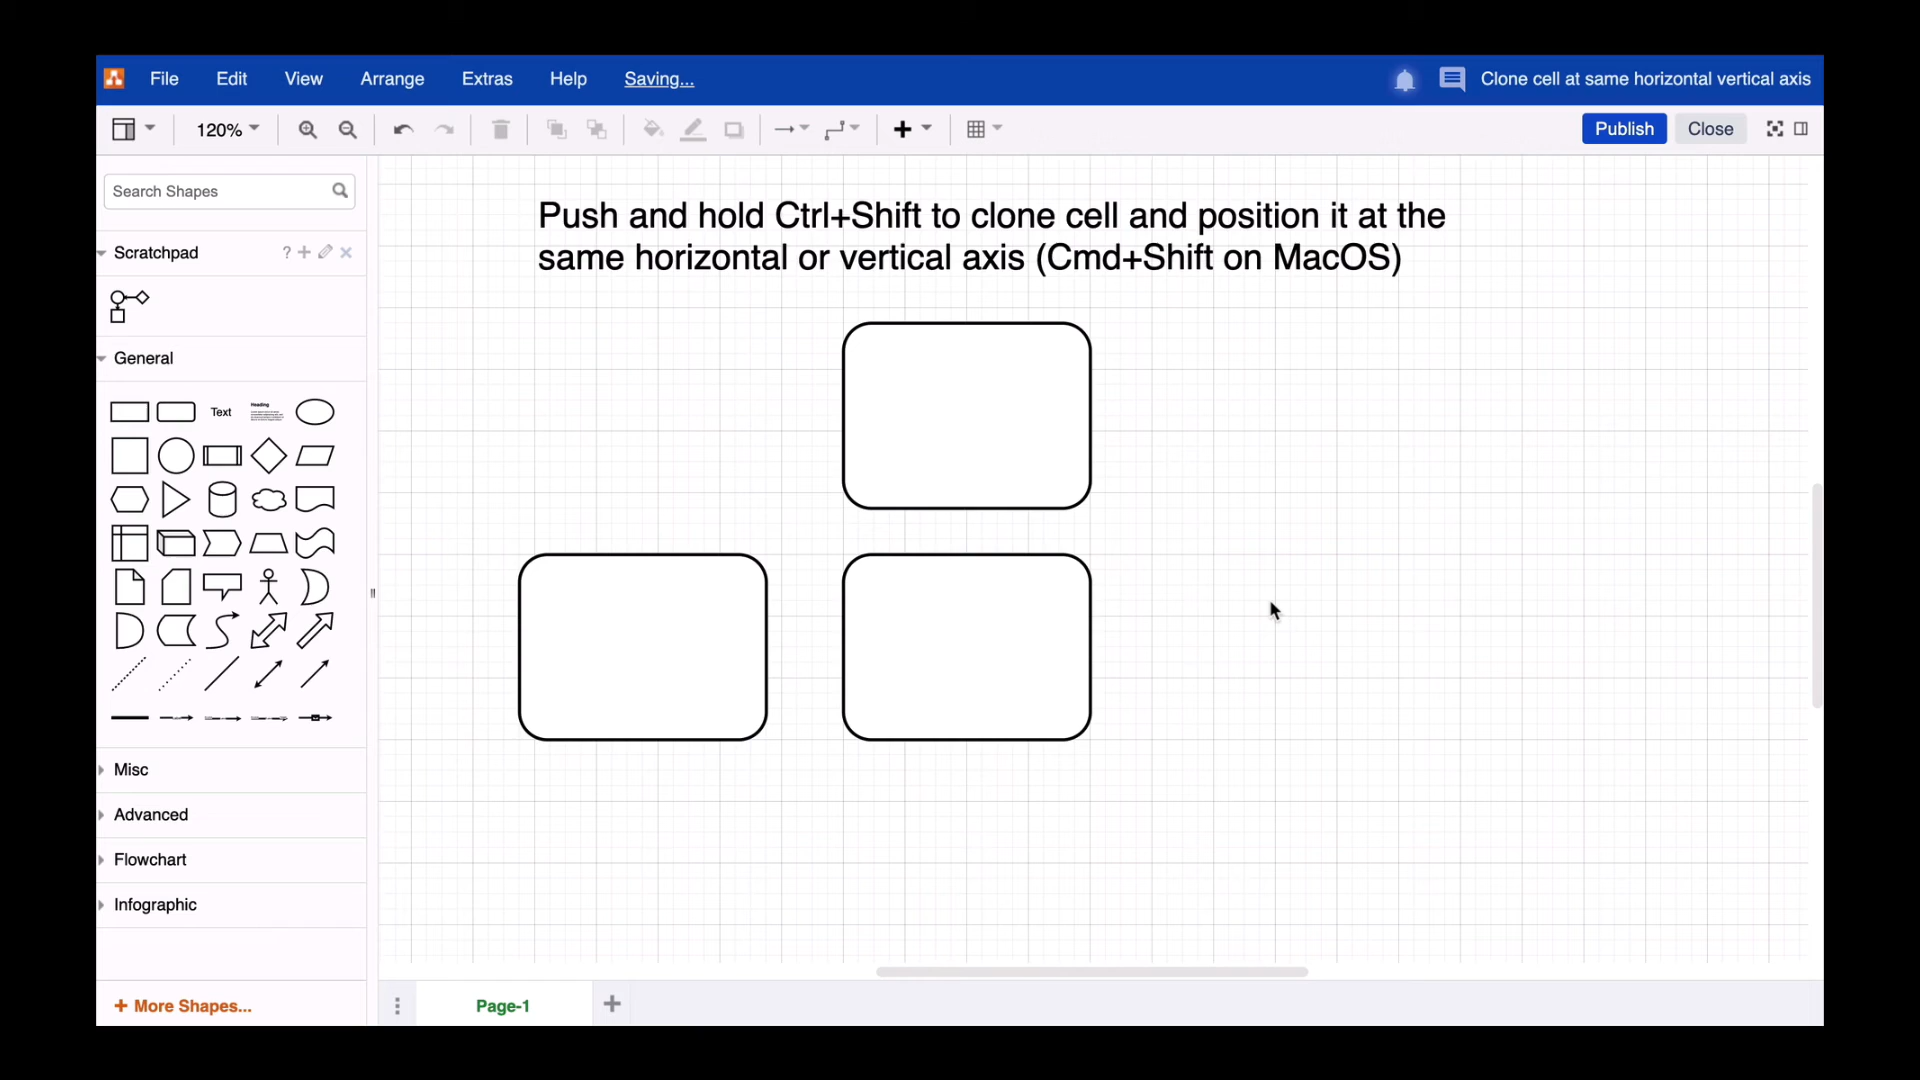 File Edit View Arrange Extras Help Saving... Clone cell at same horizontal vertical axis
120% Publish Close
Search Shapes
Scratchpad ?
General
Text
Heading
Misc
Advanced
Flowchart
Infographic
+ More Shapes...
Push and hold Ctrl+Shift to clone cell and position it at the
same horizontal or vertical axis (Cmd+Shift on MacOS)
Page-1